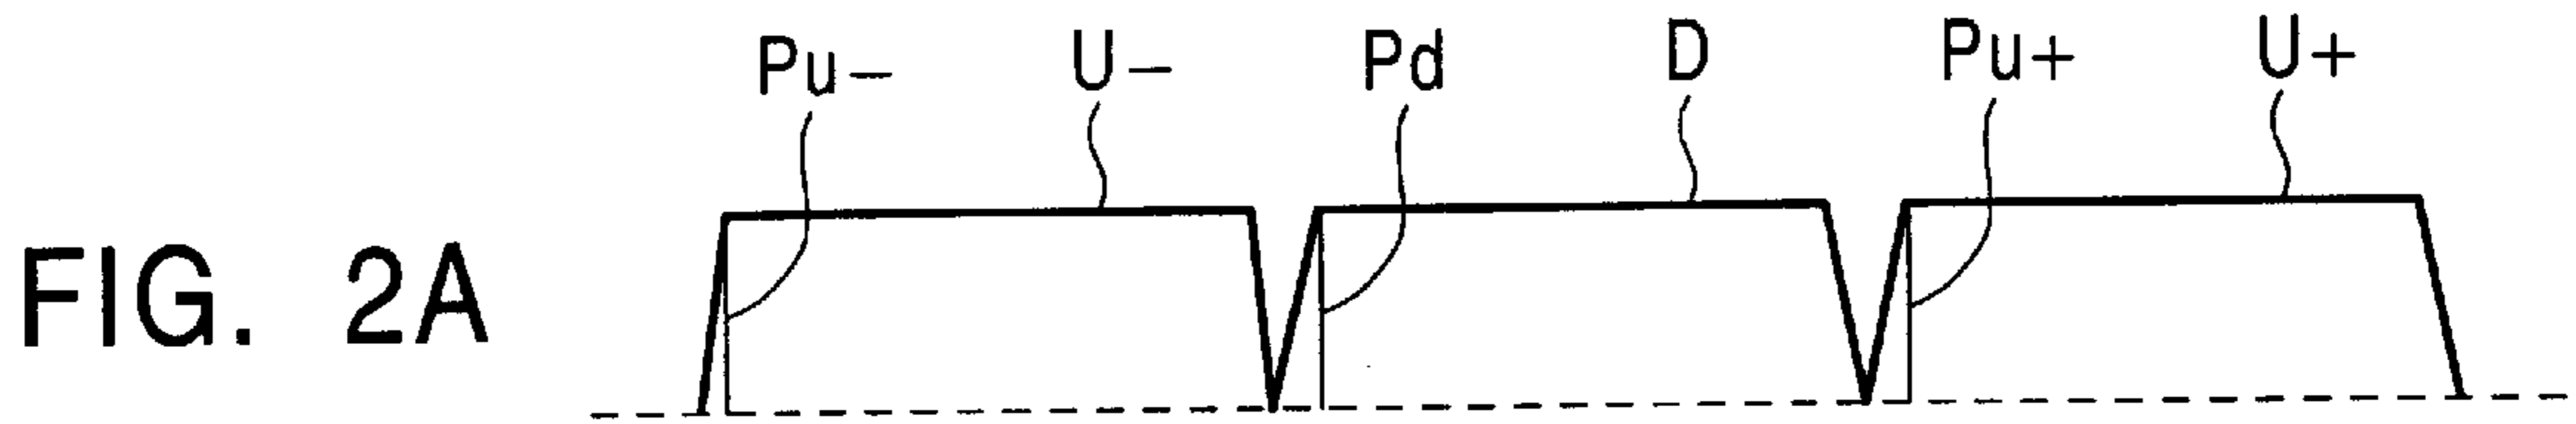 Pu− U− Pd D Pu+ U+
FIG. 2A